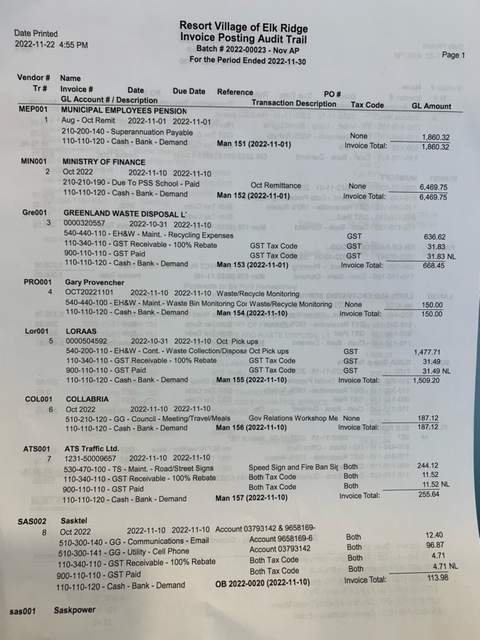 Resort Village of Elk Ridge
Date Printed
Invoice Posting Audit Trail
2022-11-22 4:55 PM
Batch # 2022-00023 - Nov AP
Page 1
For the Period Ended 2022-11-30
Vendor # Name
Tr # Invoice # Date Due Date Reference PO #
GL Account # / Description Transaction Description Tax Code GL Amount
MEP001 MUNICIPAL EMPLOYEES PENSION
1 Aug - Oct Remit 2022-11-01 2022-11-01
210-200-140 - Superannuation Payable None 1,860.32
110-110-120 - Cash - Bank - Demand Man 151 (2022-11-01) Invoice Total: 1,860.32
MIN001 MINISTRY OF FINANCE
2 Oct 2022 2022-11-10 2022-11-10
210-210-190 - Due To PSS School - Paid Oct Remittance None 6,469.75
110-110-120 - Cash - Bank - Demand Man 152 (2022-11-01) Invoice Total: 6,469.75
Gre001 GREENLAND WASTE DISPOSAL L'
3 0000320557 2022-10-31 2022-11-10
540-440-110 - EH&W - Maint. - Recycling Expenses GST 636.62
110-340-110 - GST Receivable - 100% Rebate GST Tax Code GST 31.83
900-110-110 - GST Paid GST Tax Code GST 31.83 NL
110-110-120 - Cash - Bank - Demand Man 153 (2022-11-01) Invoice Total: 668.45
PRO001 Gary Provencher
4 OCT20221101 2022-11-10 2022-11-10 Waste/Recycle Monitoring
540-440-100 - EH&W - Maint.- Waste Bin Monitoring Cor Waste/Recycle Monitoring None 150.00
110-110-120 - Cash - Bank - Demand Man 154 (2022-11-10) Invoice Total: 150.00
Lor001 LORAAS
5 0000504592 2022-10-31 2022-11-10 Oct Pick ups
540-200-110 - EH&W - Cont. - Waste Collection/Dispos Oct Pick ups GST 1,477.71
110-340-110 - GST Receivable - 100% Rebate GST Tax Code GST 31.49
900-110-110 - GST Paid GST Tax Code GST 31.49 NL
110-110-120 - Cash - Bank - Demand Man 155 (2022-11-10) Invoice Total: 1,509.20
COL001 COLLABRIA
6 Oct 2022 2022-11-10 2022-11-10
510-210-120 - GG - Council - Meeting/Travel/Meals Gov Relations Workshop Me None 187.12
110-110-120 - Cash - Bank - Demand Man 156 (2022-11-10) Invoice Total: 187.12
ATS001 ATS Traffic Ltd.
7 1231-50009657 2022-11-10 2022-11-10
530-470-100 - TS - Maint. - Road/Street Signs Speed Sign and Fire Ban Sig Both 244.12
110-340-110 - GST Receivable - 100% Rebate Both Tax Code Both 11.52
900-110-110 - GST Paid Both Tax Code Both 11.52 NL
110-110-120 - Cash - Bank - Demand Man 157 (2022-11-10) Invoice Total: 255.64
SAS002 Sasktel
8 Oct 2022 2022-11-10 2022-11-10 Account 03793142 & 9658169-
510-300-140 - GG - Communications - Email Account 9658169-6 Both 12.40
510-300-141 - GG - Utility - Cell Phone Account 03793142 Both 96.87
110-340-110 - GST Receivable - 100% Rebate Both Tax Code Both 4.71
900-110-110 - GST Paid Both Tax Code Both 4.71 NL
110-110-120 - Cash - Bank - Demand OB 2022-0020 (2022-11-10) Invoice Total: 113.98
sas001 Saskpower